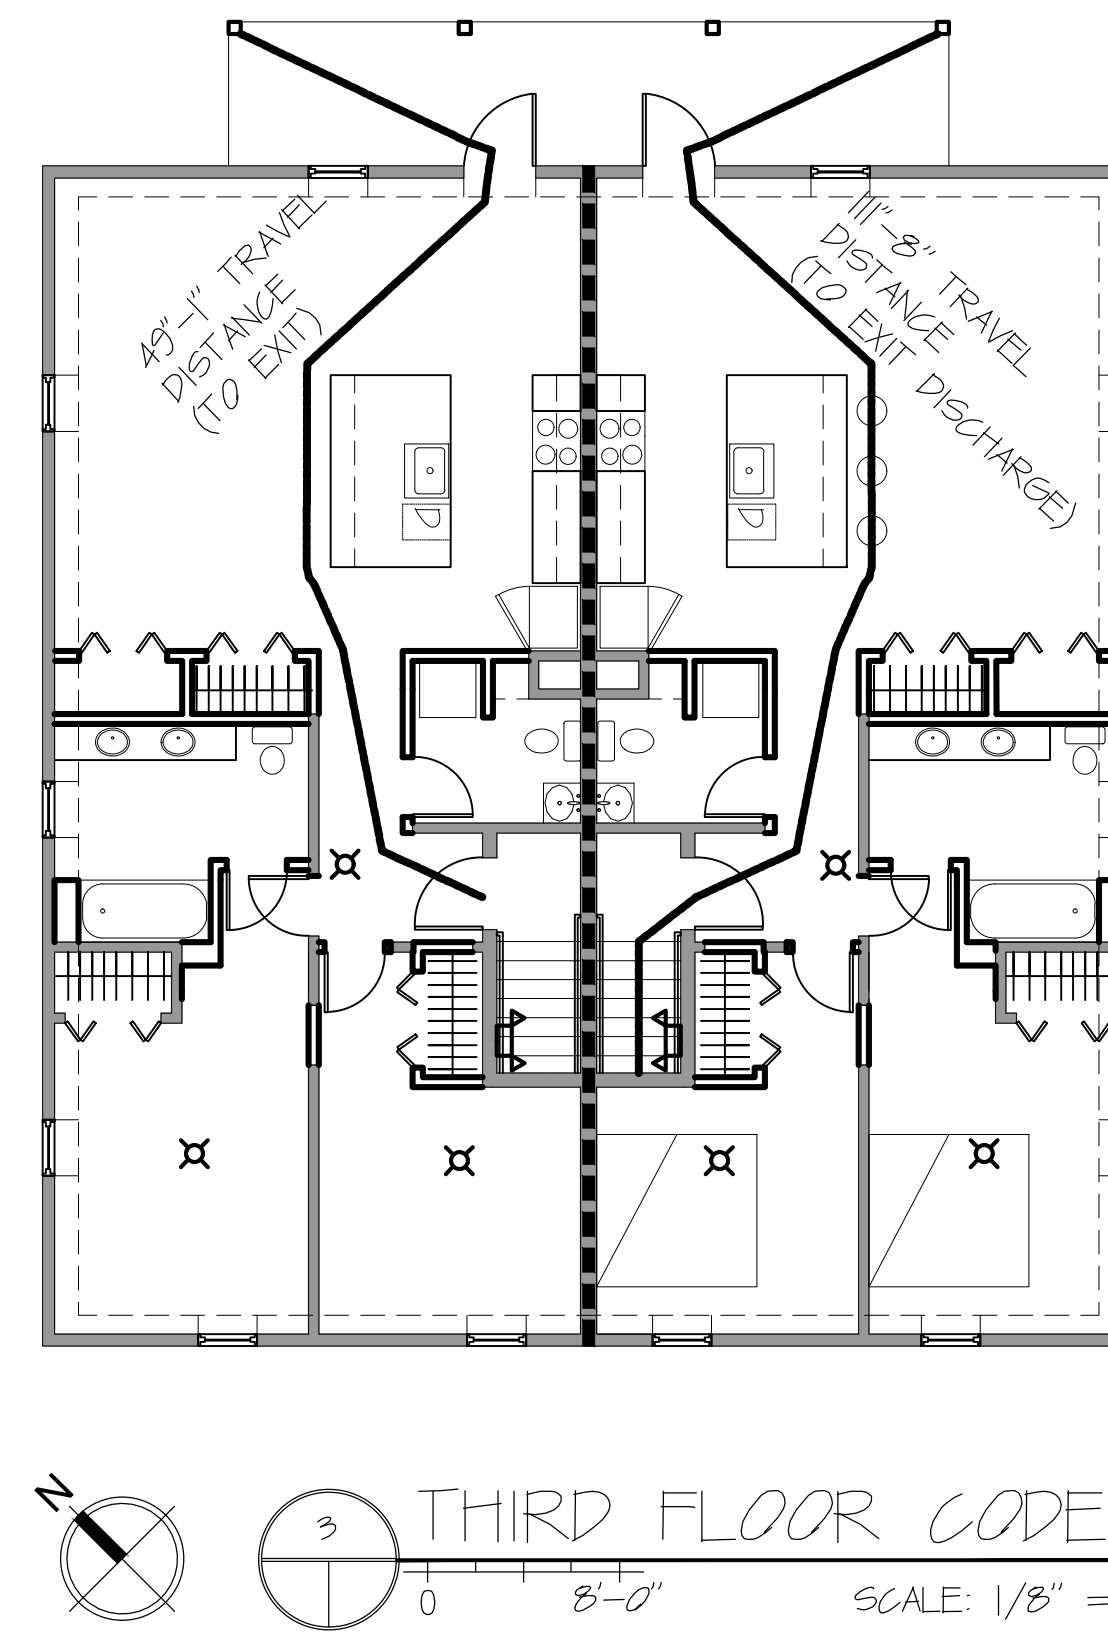 49"-1" TRAVEL
DISTANCE
(TO EXIT)
111"-8" TRAVEL
DISTANCE
(TO EXIT DISCHARGE)
N
3
THIRD FLOOR CODE
0
8'-0"
SCALE: 1/8" =